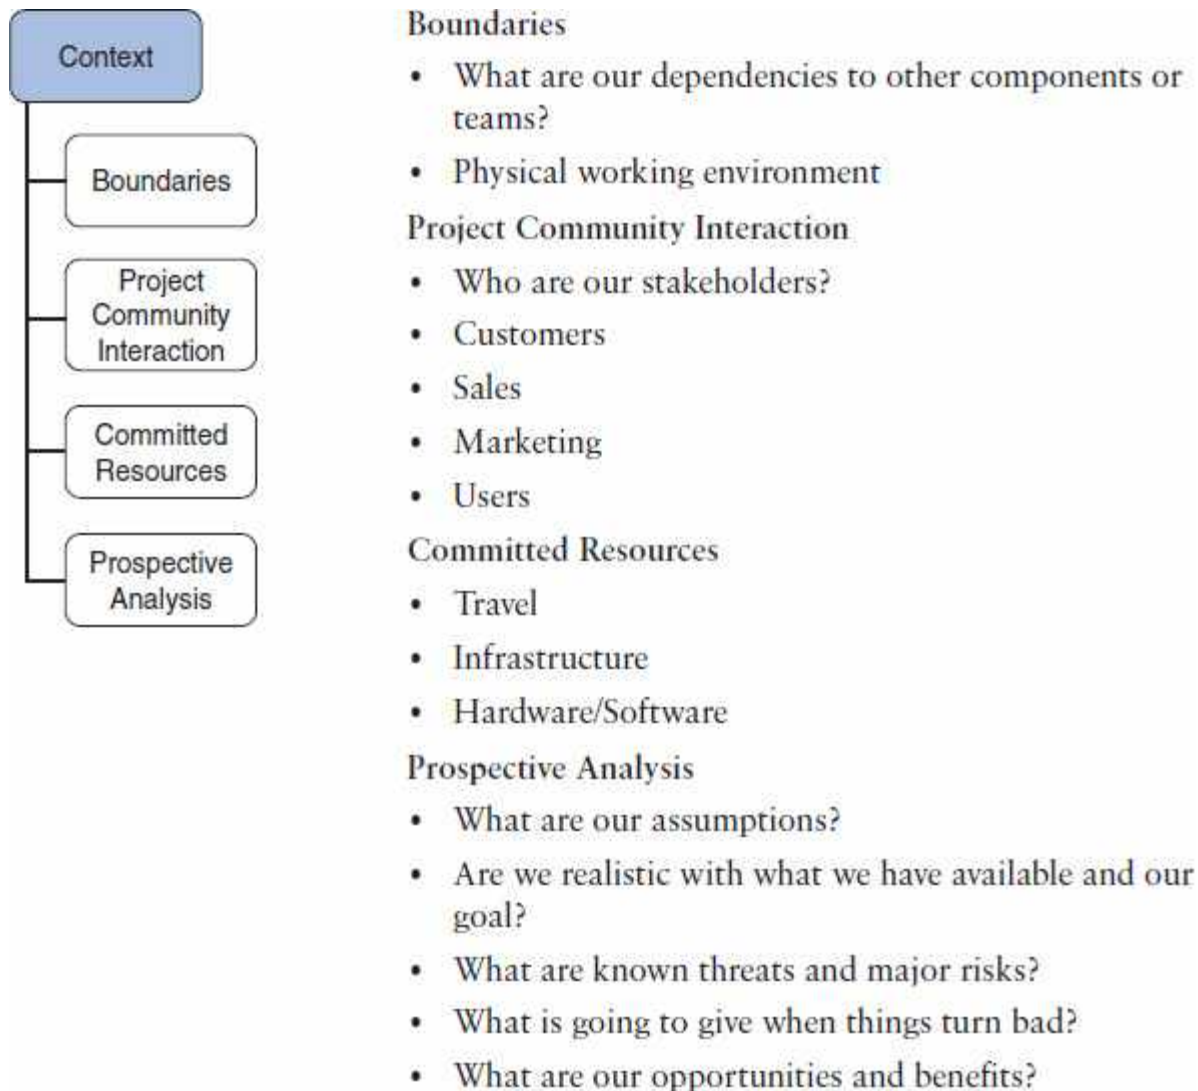 Context
Boundaries
Project
Community
Interaction
Committed
Resources
Prospective
Analysis
Boundaries
• What are our dependencies to other components or
teams?
• Physical working environment
Project Community Interaction
• Who are our stakeholders?
• Customers
• Sales
• Marketing
• Users
Committed Resources
• Travel
• Infrastructure
• Hardware/Software
Prospective Analysis
• What are our assumptions?
• Are we realistic with what we have available and our
goal?
• What are known threats and major risks?
• What is going to give when things turn bad?
• What are our opportunities and benefits?